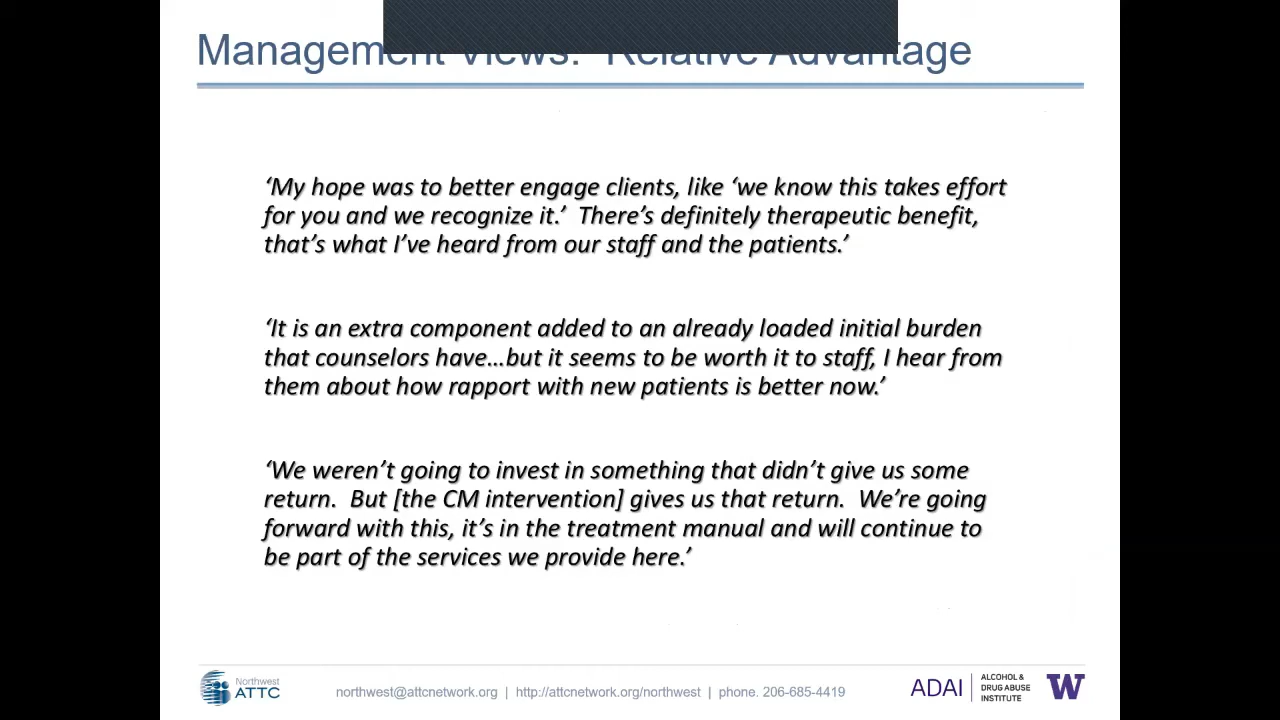 Management Views: Relative Advantage
‘My hope was to better engage clients, like ‘we know this takes effort
for you and we recognize it.’ There’s definitely therapeutic benefit,
that’s what I’ve heard from our staff and the patients.’
‘It is an extra component added to an already loaded initial burden
that counselors have…but it seems to be worth it to staff, I hear from
them about how rapport with new patients is better now.’
‘We weren’t going to invest in something that didn’t give us some
return. But [the CM intervention] gives us that return. We’re going
forward with this, it’s in the treatment manual and will continue to
be part of the services we provide here.’
Northwest
ATTC
northwest@attcnetwork.org | http://attcnetwork.org/northwest | phone. 206-685-4419
ADAI
ALCOHOL &
DRUG ABUSE
INSTITUTE
W